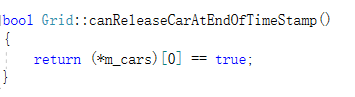 bool Grid::canReleaseCarAtEndOfTimeStamp()
{
return (*m_cars)[0] == true;
}